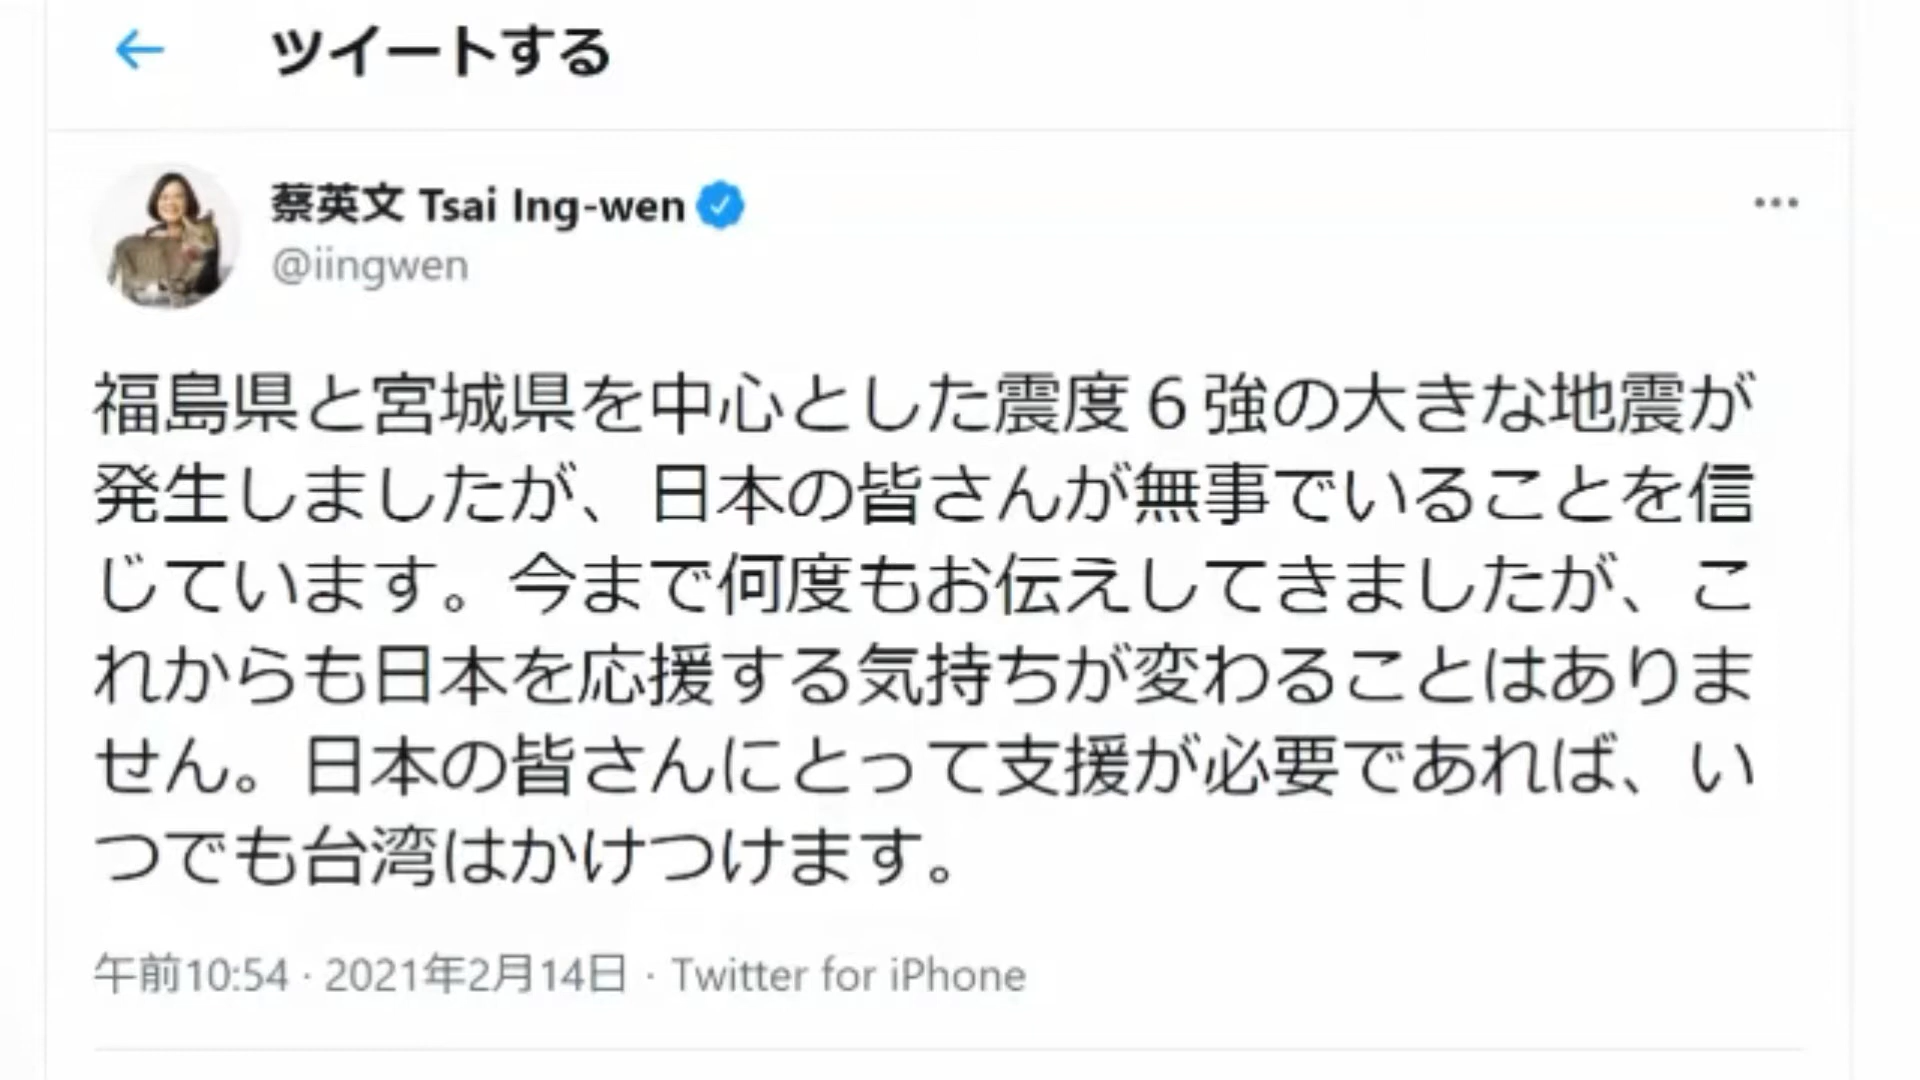 ツイートする
蔡英文 Tsai Ing-wen
@iingwen
福島県と宮城県を中心とした震度６強の大きな地震が
発生しましたが、日本の皆さんが無事でいることを信
じています。今まで何度もお伝えしてきましたが、こ
れからも日本を応援する気持ちが変わることはありま
せん。日本の皆さんにとって支援が必要であれば、い
つでも台湾はかけつけます。
午前10:54 · 2021年2月14日 · Twitter for iPhone